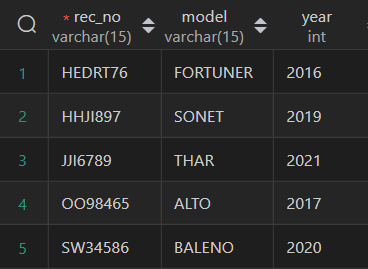 * rec_no model year
varchar(15) varchar(15) int
1 HEDRT76 FORTUNER 2016
2 HHJI897 SONET 2019
3 JJI6789 THAR 2021
4 OO98465 ALTO 2017
5 SW34586 BALENO 2020